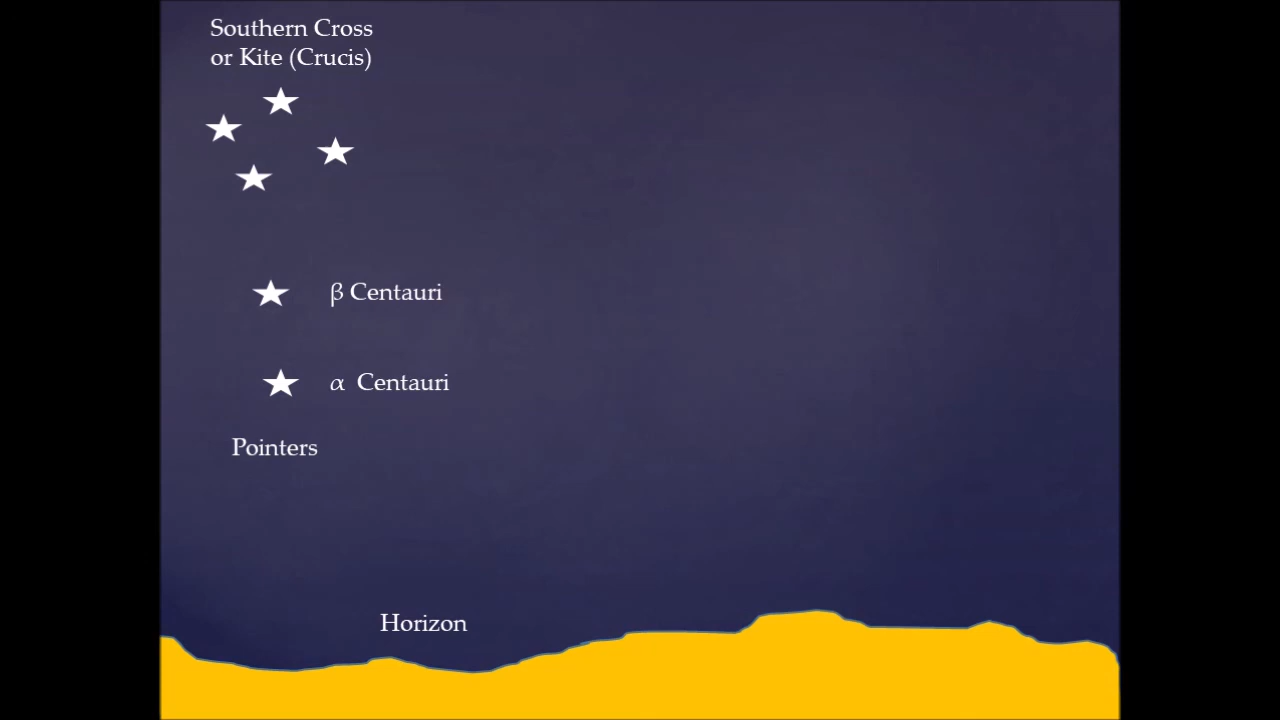 Southern Cross
or Kite (Crucis)
β Centauri
α Centauri
Pointers
Horizon